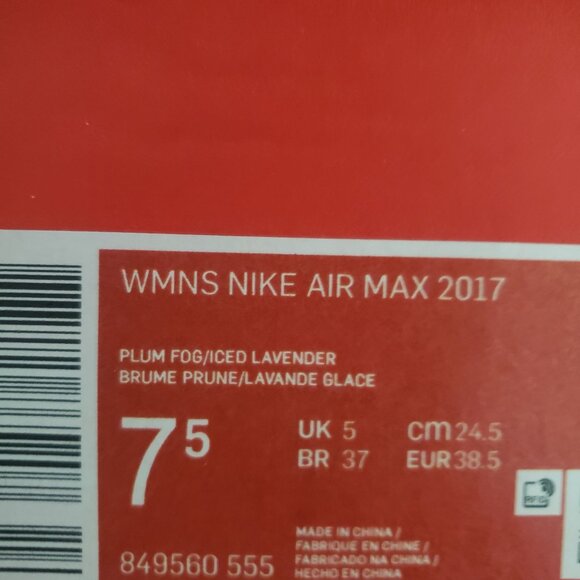 WMNS NIKE AIR MAX 2017
PLUM FOG/ICED LAVENDER
BRUME PRUNE/LAVANDE GLACE
7 5
UK 5 cm 24.5
BR 37 EUR 38.5
849560 555
MADE IN CHINA /
FABRIQUE EN CHINE /
FABRICADO NA CHINA /
HECHO EN CHINA
RFID